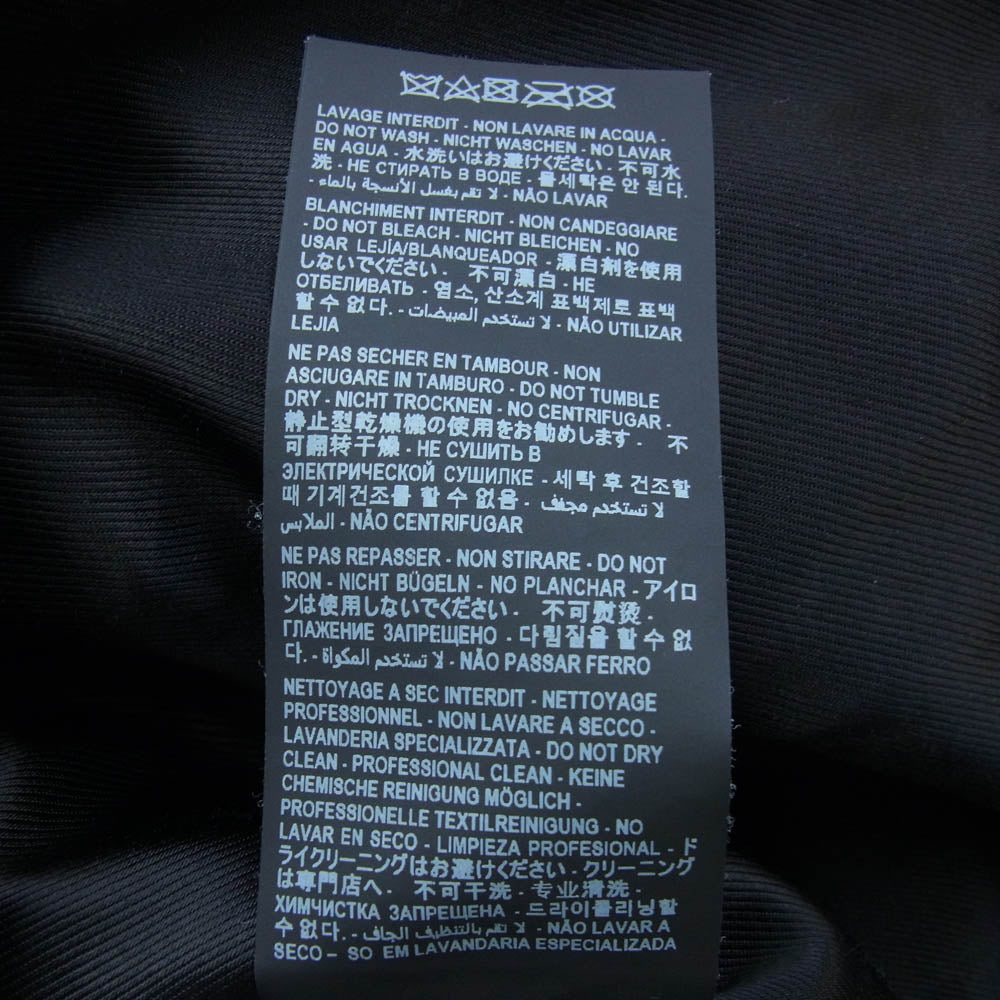 LAVAGE INTERDIT - NON LAVARE IN ACQUA -
DO NOT WASH - NICHT WASCHEN - NO LAVAR
EN AGUA - 水洗いはお避けください - 不可水
洗 - НЕ СТИРАТЬ В ВОДЕ - 물세탁은 안 된다.
- لا تقم بغسل الأنسجة بالماء - NÃO LAVAR
BLANCHIMENT INTERDIT - NON CANDEGGIARE
- DO NOT BLEACH - NICHT BLEICHEN - NO
USAR LEJÍA/BLANQUEADOR - 漂白剤を使用
しないでください - 不可漂白 - НЕ
ОТБЕЛИВАТЬ - 염소, 산소계 표백제로 표백
할 수 없다. - لا تستخدم المبيضات - NÃO UTILIZAR
LEJIA
NE PAS SECHER EN TAMBOUR - NON
ASCIUGARE IN TAMBURO - DO NOT TUMBLE
DRY - NICHT TROCKNEN - NO CENTRIFUGAR -
静止型乾燥機の使用をお勧めします - 不
可翻转干燥 - НЕ СУШИТЬ В
ЭЛЕКТРИЧЕСКОЙ СУШИЛКЕ - 세탁 후 건조할
때 기계건조를 할 수 없음 - لا تستخدم مجفف
الملابس - NÃO CENTRIFUGAR
NE PAS REPASSER - NON STIRARE - DO NOT
IRON - NICHT BÜGELN - NO PLANCHAR - アイロ
ンは使用しないでください - 不可熨烫 -
ГЛАЖЕНИЕ ЗАПРЕЩЕНО - 다림질을 할 수 없
다. - لا تستخدم المكواة - NÃO PASSAR FERRO
NETTOYAGE A SEC INTERDIT - NETTOYAGE
PROFESSIONNEL - NON LAVARE A SECCO -
LAVANDERIA SPECIALIZZATA - DO NOT DRY
CLEAN - PROFESSIONAL CLEAN - KEINE
CHEMISCHE REINIGUNG MÖGLICH -
PROFESSIONELLE TEXTILREINIGUNG - NO
LAVAR EN SECO - LIMPIEZA PROFESIONAL - ド
ライクリーニングはお避けください - クリーニング
は専門店へ - 不可干洗 - 专业清洗 -
ХИМЧИСТКА ЗАПРЕЩЕНА - 드라이클리닝할
수 없다. - لا تقم بالتنظيف الجاف - NÃO LAVAR A
SECO – SO EM LAVANDARIA ESPECIALIZADA